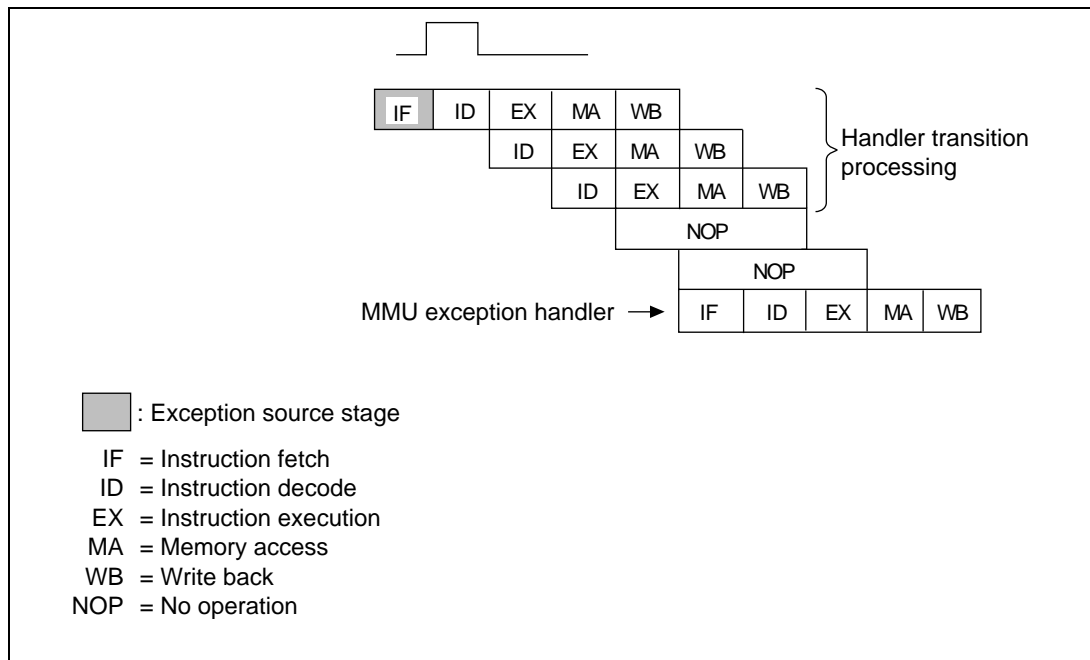 IF ID EX MA WB
ID EX MA WB
Handler transition
processing
ID EX MA WB
NOP
NOP
MMU exception handler → IF ID EX MA WB
: Exception source stage
IF = Instruction fetch
ID = Instruction decode
EX = Instruction execution
MA = Memory access
WB = Write back
NOP = No operation